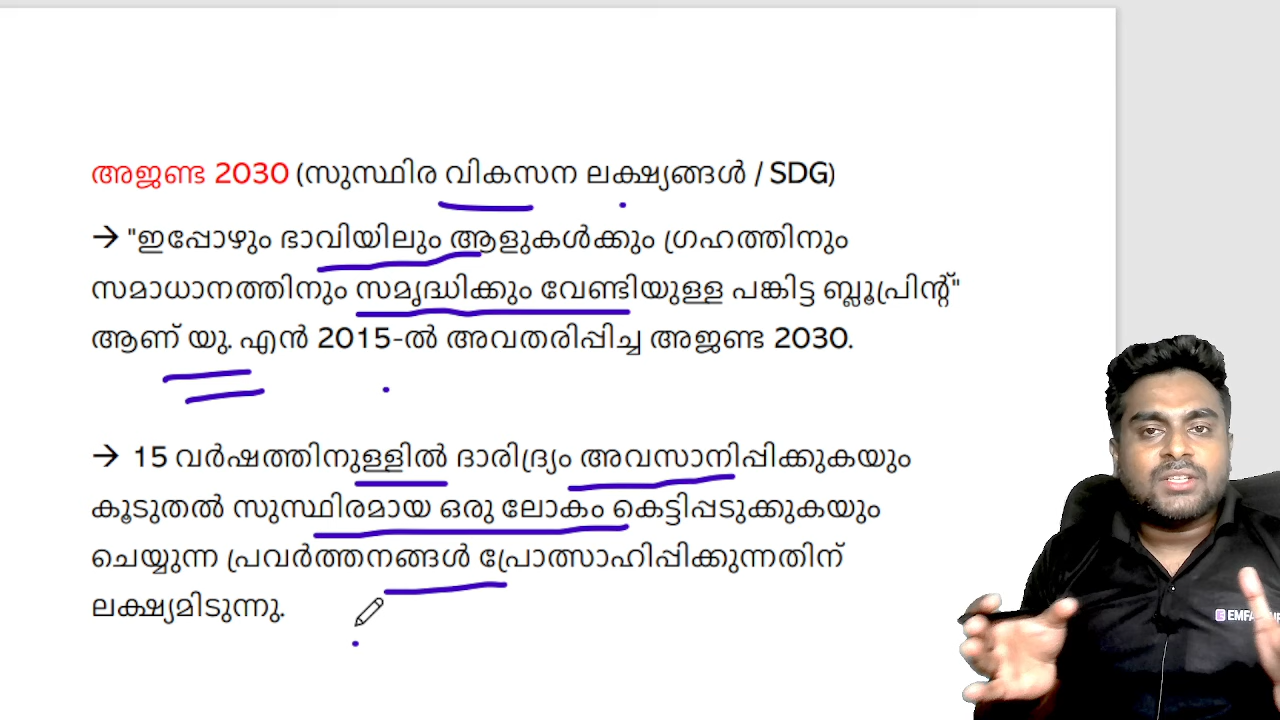 അജണ്ട 2030 (സുസ്ഥിര വികസന ലക്ഷ്യങ്ങൾ / SDG)
→ "ഇപ്പോഴും ഭാവിയിലും ആളുകൾക്കും ഗ്രഹത്തിനും
സമാധാനത്തിനും സമൃദ്ധിക്കും വേണ്ടിയുള്ള പങ്കിട്ട ബ്ലൂപ്രിന്റ്"
ആണ് യു. എൻ 2015-ൽ അവതരിപ്പിച്ച അജണ്ട 2030.
→ 15 വർഷത്തിനുള്ളിൽ ദാരിദ്ര്യം അവസാനിപ്പിക്കുകയും
കൂടുതൽ സുസ്ഥിരമായ ഒരു ലോകം കെട്ടിപ്പടുക്കുകയും
ചെയ്യുന്ന പ്രവർത്തനങ്ങൾ പ്രോത്സാഹിപ്പിക്കുന്നതിന്
ലക്ഷ്യമിടുന്നു.